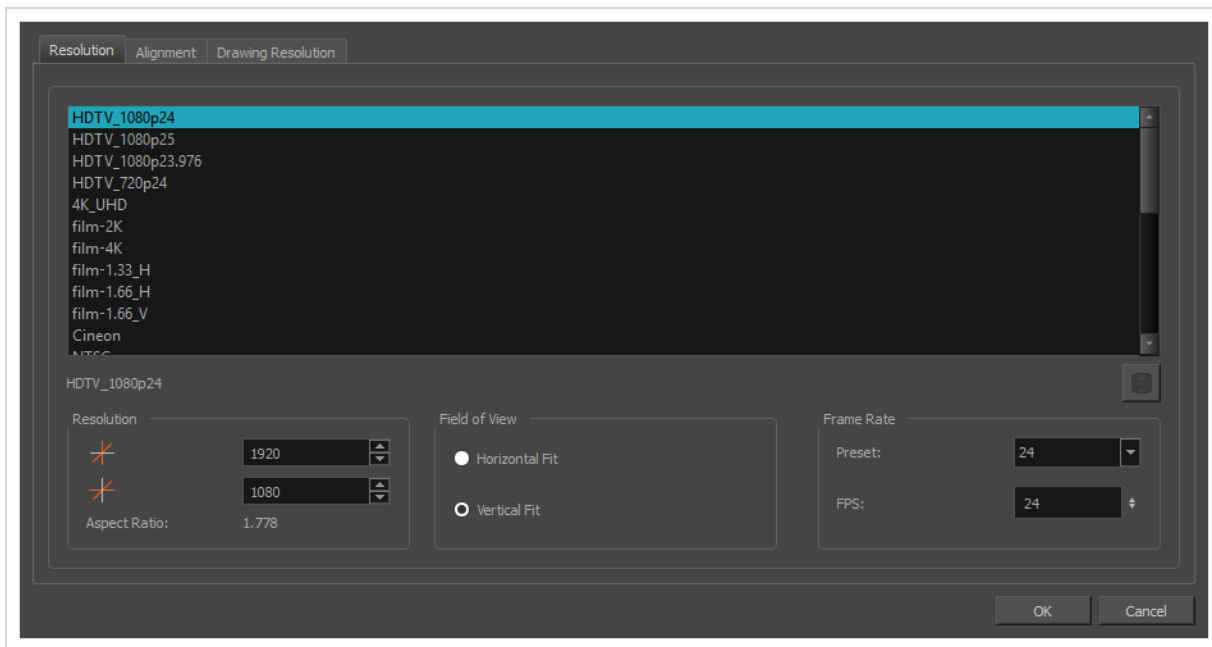 Resolution Alignment Drawing Resolution
HDTV_1080p24
HDTV_1080p25
HDTV_1080p23.976
HDTV_720p24
4K_UHD
film-2K
film-4K
film-1.33_H
film-1.66_H
film-1.66_V
Cineon
NTSC
HDTV_1080p24
Resolution
1920
1080
Aspect Ratio: 1.778
Field of View
Horizontal Fit
Vertical Fit
Frame Rate
Preset: 24
FPS: 24
OK Cancel